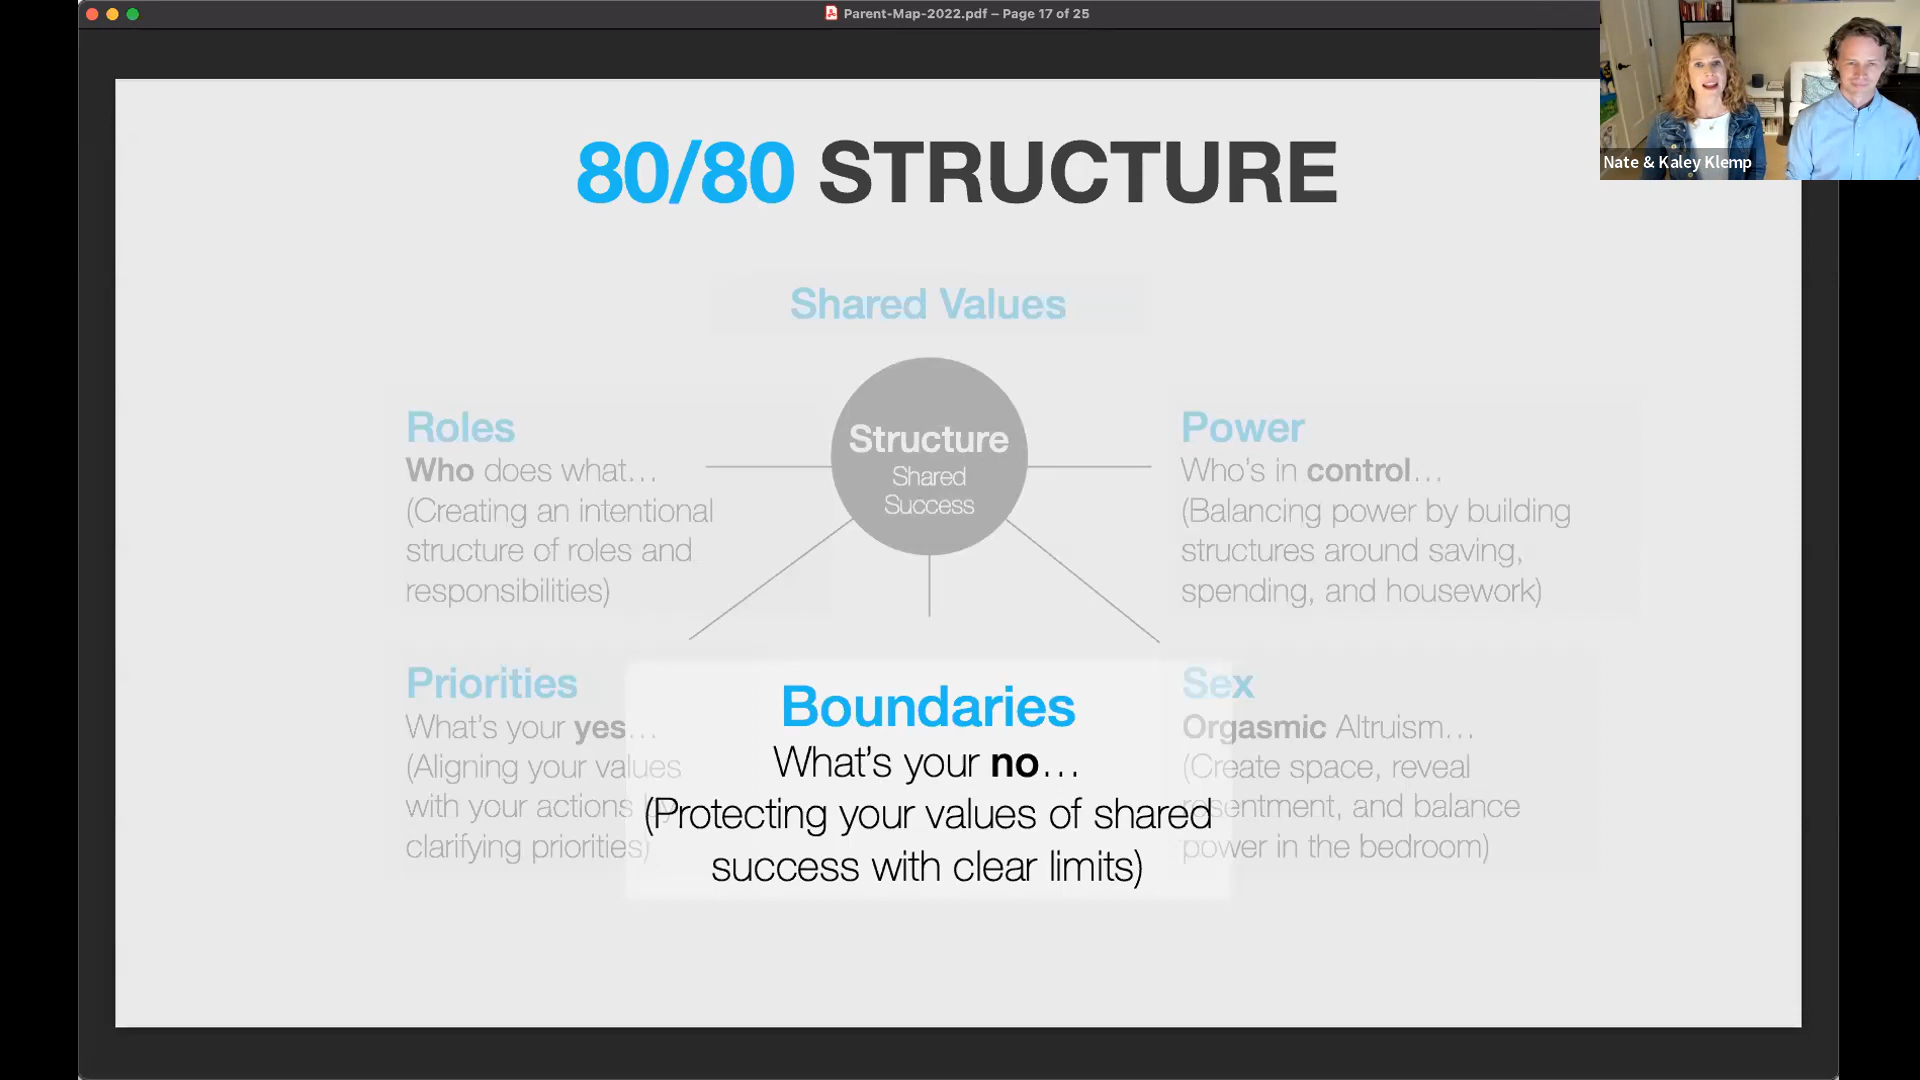 Parent-Map-2022.pdf – Page 17 of 25
Nate & Kaley Klemp
80/80 STRUCTURE
Shared Values
Structure
Shared
Success
Roles
Who does what…
(Creating an intentional
structure of roles and
responsibilities)
Power
Who's in control…
(Balancing power by building
structures around saving,
spending, and housework)
Priorities
What's your yes…
(Aligning your values
with your actions
clarifying priorities)
Boundaries
What's your no…
(Protecting your values of shared
success with clear limits)
Sex
Orgasmic Altruism…
(Create space, reveal
resentment, and balance
power in the bedroom)